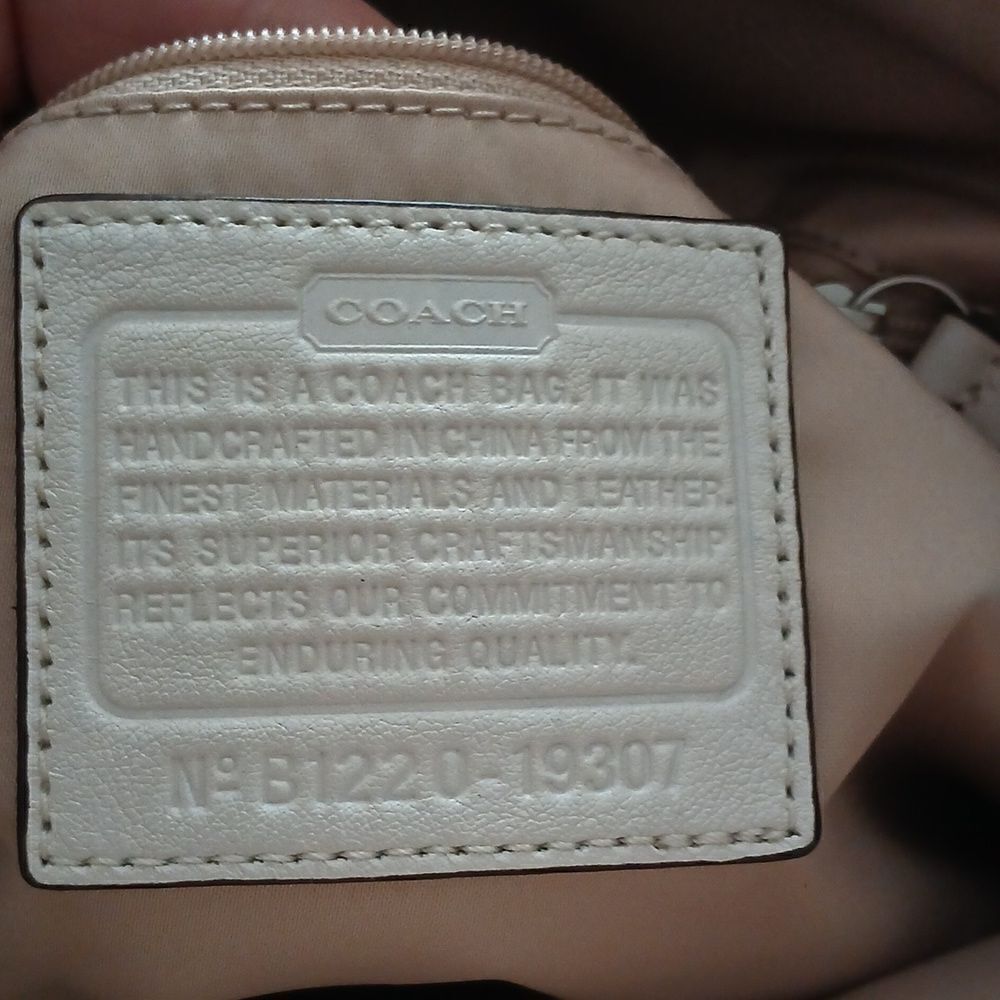 COACH
THIS IS A COACH BAG. IT WAS
HANDCRAFTED IN CHINA FROM THE
FINEST MATERIALS AND LEATHER.
ITS SUPERIOR CRAFTSMANSHIP
REFLECTS OUR COMMITMENT TO
ENDURING QUALITY.
Nº B1220-19307